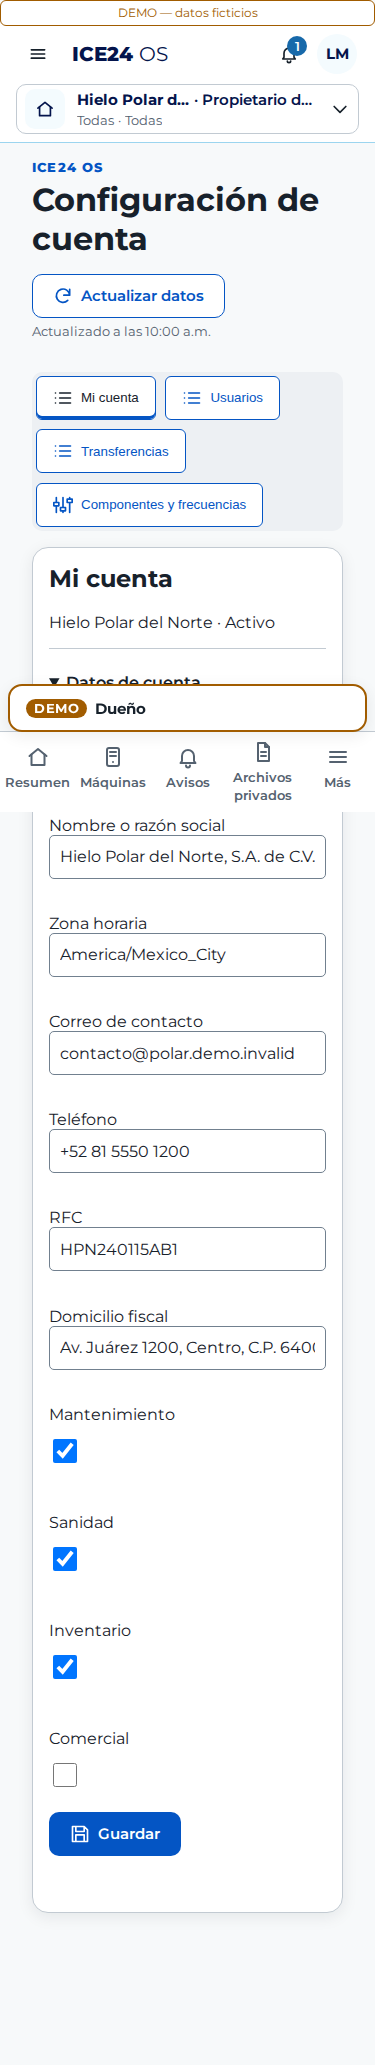 DEMO — datos ficticios
ICE24 OS
1
LM
Hielo Polar d... · Propietario d...
Todas · Todas
ICE24 OS
Configuración de
cuenta
Actualizar datos
Actualizado a las 10:00 a.m.
Mi cuenta
Usuarios
Transferencias
Componentes y frecuencias
Mi cuenta
Hielo Polar del Norte · Activo
Datos de cuenta
DEMO Dueño
Resumen
Máquinas
Avisos
Archivos
privados
Más
Nombre o razón social
Hielo Polar del Norte, S.A. de C.V.
Zona horaria
America/Mexico_City
Correo de contacto
contacto@polar.demo.invalid
Teléfono
+52 81 5550 1200
RFC
HPN240115AB1
Domicilio fiscal
Av. Juárez 1200, Centro, C.P. 640
Mantenimiento
Sanidad
Inventario
Comercial
Guardar